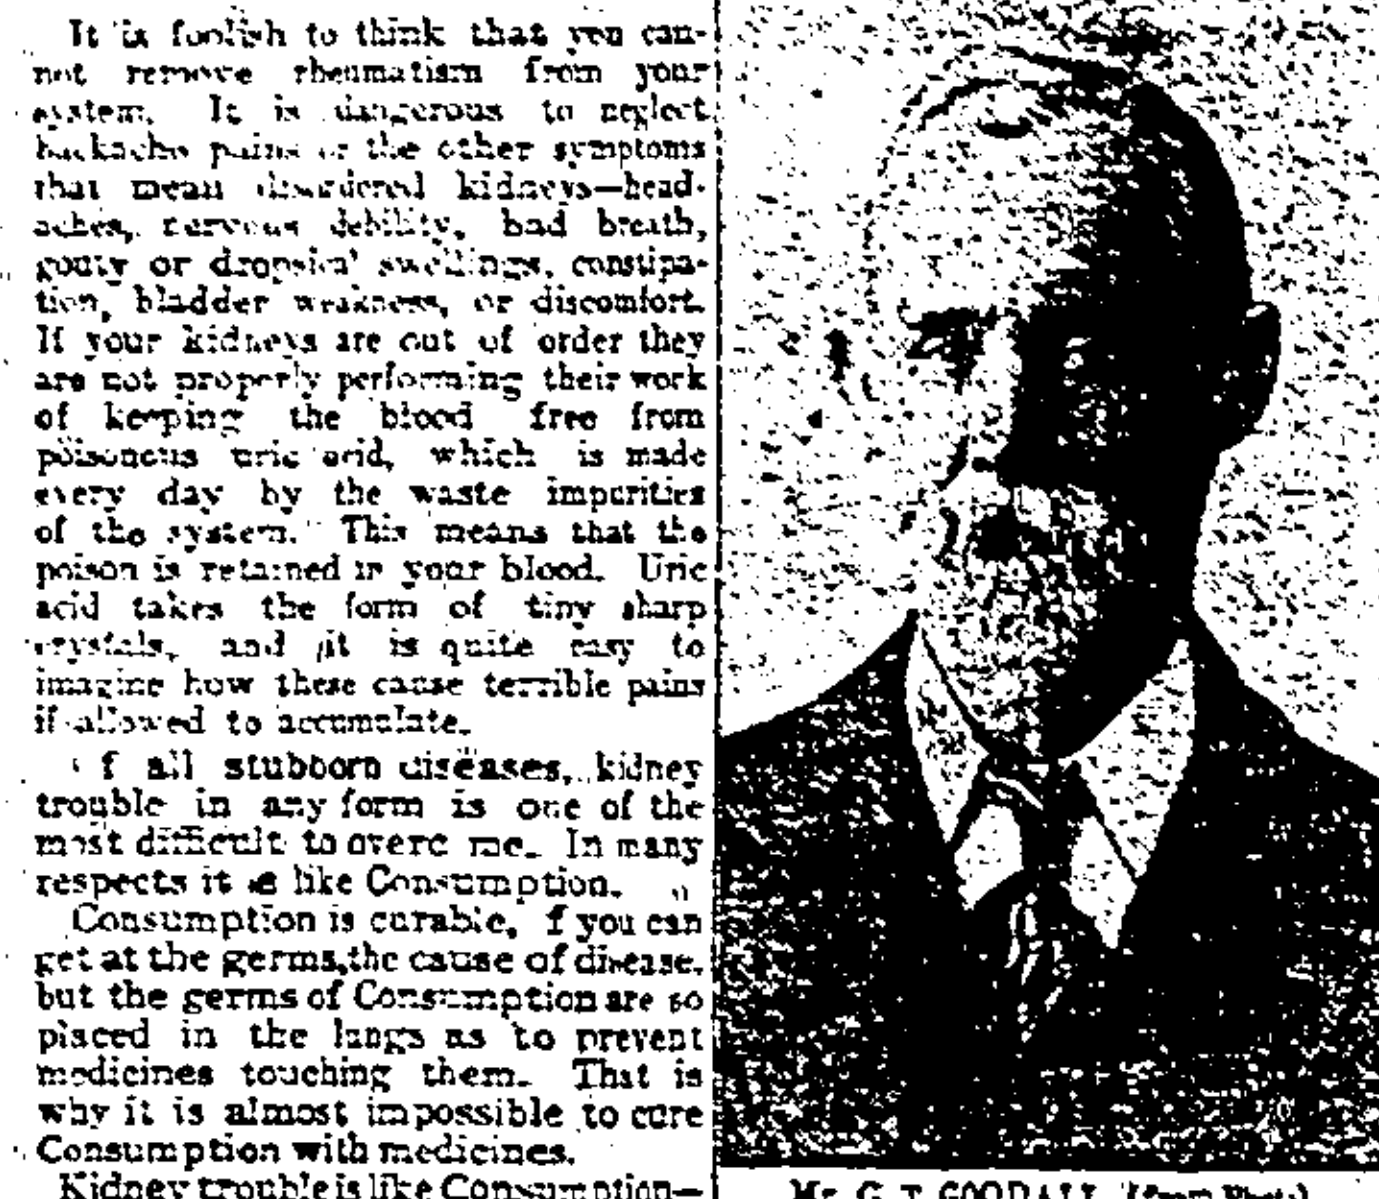 It is foolish to think that you can-
not remove rheumatism from your
system. It is dangerous to neglect
backache pains or the other symptoms
that mean disordered kidneys—head-
aches, nervous debility, bad breath,
gouty or dropsical swellings, constipa-
tion, bladder weakness, or discomfort.
If your kidneys are out of order they
are not properly performing their work
of keeping the blood free from
poisonous uric acid, which is made
every day by the waste impurities
of the system. This means that the
poison is retained in your blood. Uric
acid takes the form of tiny sharp
crystals, and it is quite easy to
imagine how these cause terrible pains
if allowed to accumulate.
f all stubborn diseases, kidney
trouble in any form is one of the
most difficult to overc me. In many
respects it is like Consumption.
Consumption is curable, f you can
get at the germs, the cause of disease,
but the germs of Consumption are so
placed in the lungs as to prevent
medicines touching them. That is
why it is almost impossible to cure
Consumption with medicines.
Kidney trouble is like Consumption—
Mr. G. T. GOODALL (from Photo)